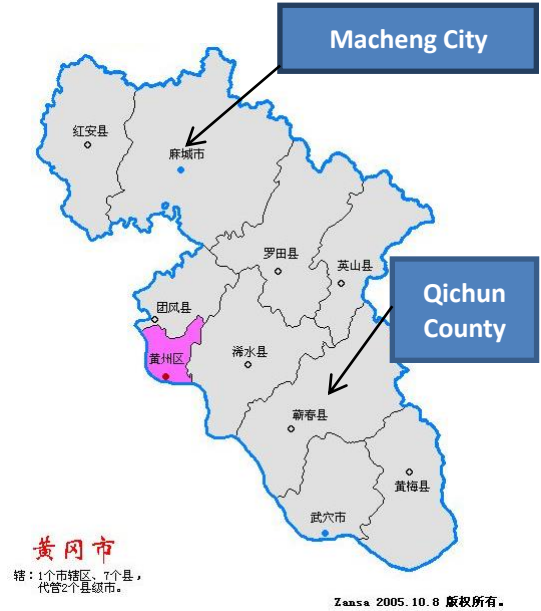 Macheng City
红安县
麻城市
罗田县
英山县
Qichun
County
团风县
黄州区
浠水县
蕲春县
黄梅县
武穴市
黄冈市
辖：1个市辖区、7个县，
代管2个县级市。
Zansa 2005.10.8 版权所有。